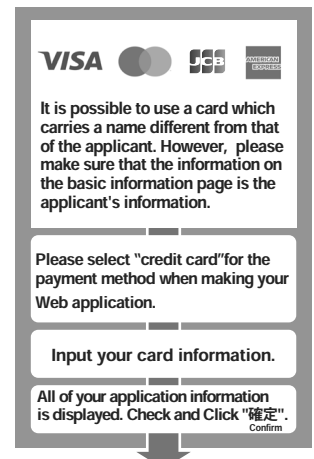 VISA JCB AMERICAN EXPRESS
It is possible to use a card which
carries a name different from that
of the applicant. However, please
make sure that the information on
the basic information page is the
applicant's information.
Please select "credit card"for the
payment method when making your
Web application.
Input your card information.
All of your application information
is displayed. Check and Click "確定".
Confirm